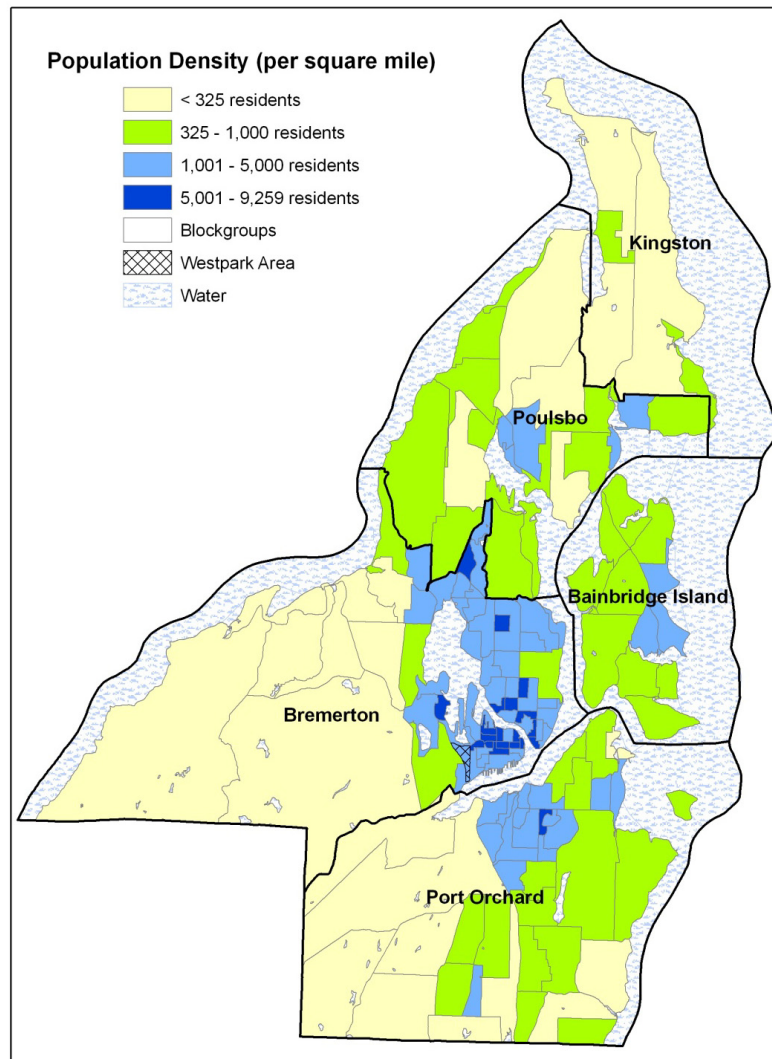 Population Density (per square mile)
< 325 residents
325 - 1,000 residents
1,001 - 5,000 residents
5,001 - 9,259 residents
Blockgroups
Westpark Area
Water
Kingston
Poulsbo
Bainbridge Island
Bremerton
Port Orchard